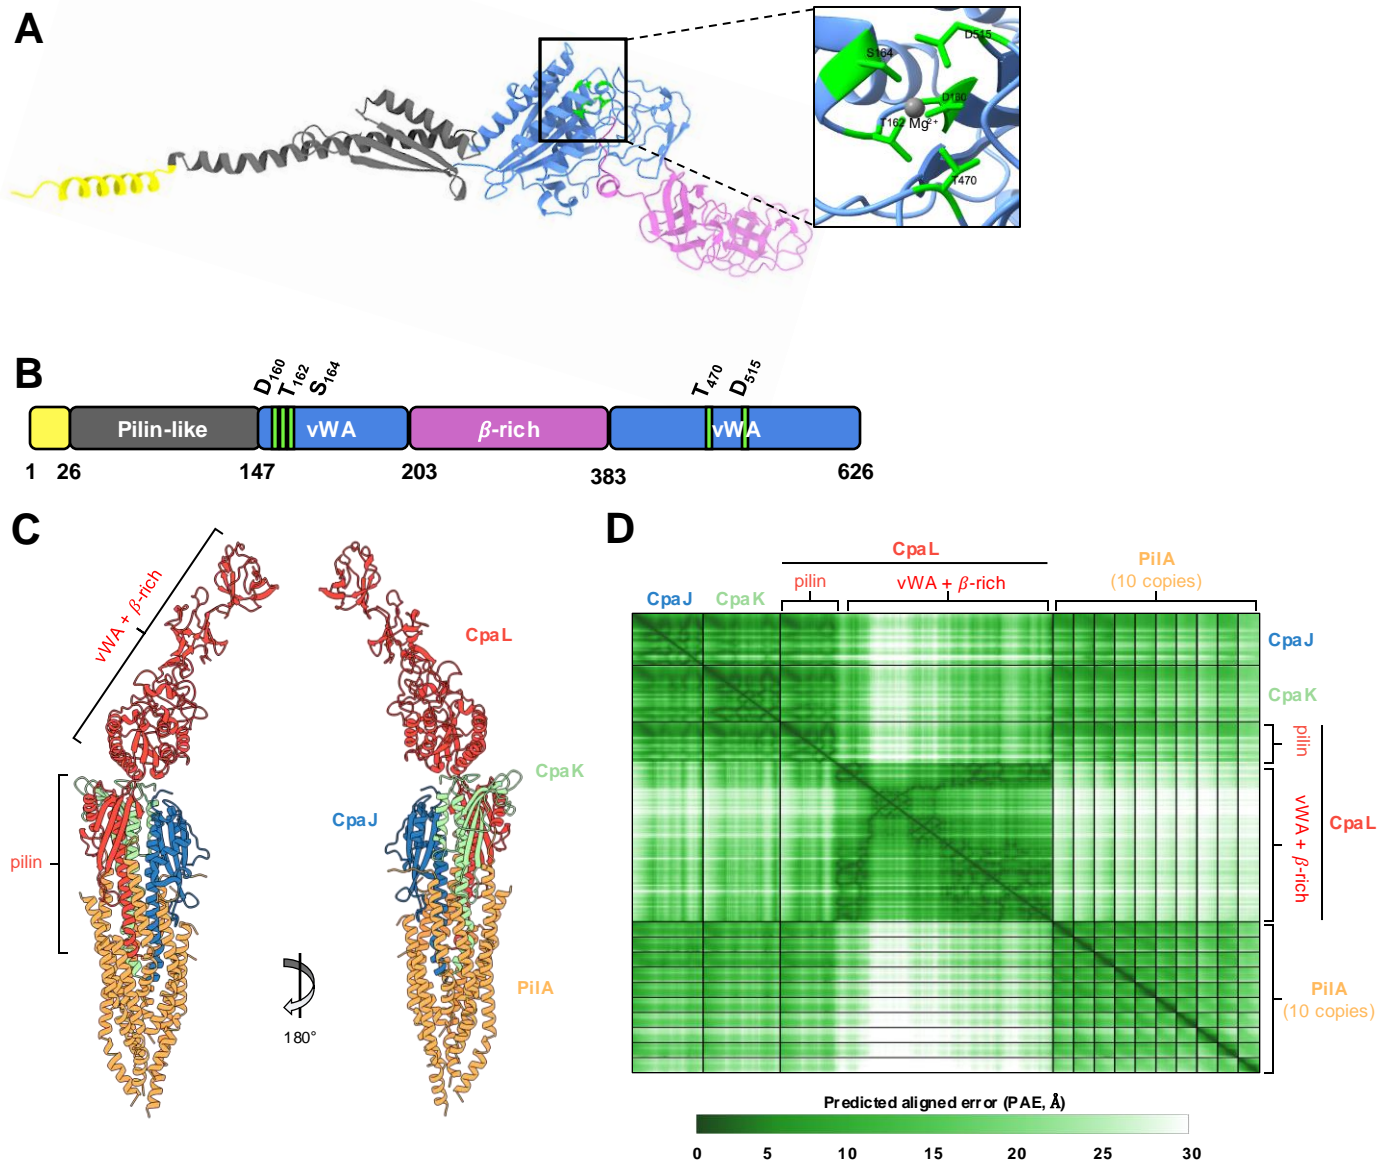 A
S164
D515
D160
T162 Mg²⁺
T470
B
D₁₆₀ T₁₆₂ S₁₆₄ T₄₇₀ D₅₁₅
Pilin-like vWA β-rich vWA
1 26 147 203 383 626
C
vWA + β-rich
CpaL
CpaK
CpaJ
pilin
PilA
180°
D
CpaL
PilA
(10 copies)
pilin
vWA + β-rich
CpaJ
CpaK
CpaJ
CpaK
pilin
vWA + β-rich
CpaL
PilA
(10 copies)
Predicted aligned error (PAE, Å)
0 5 10 15 20 25 30